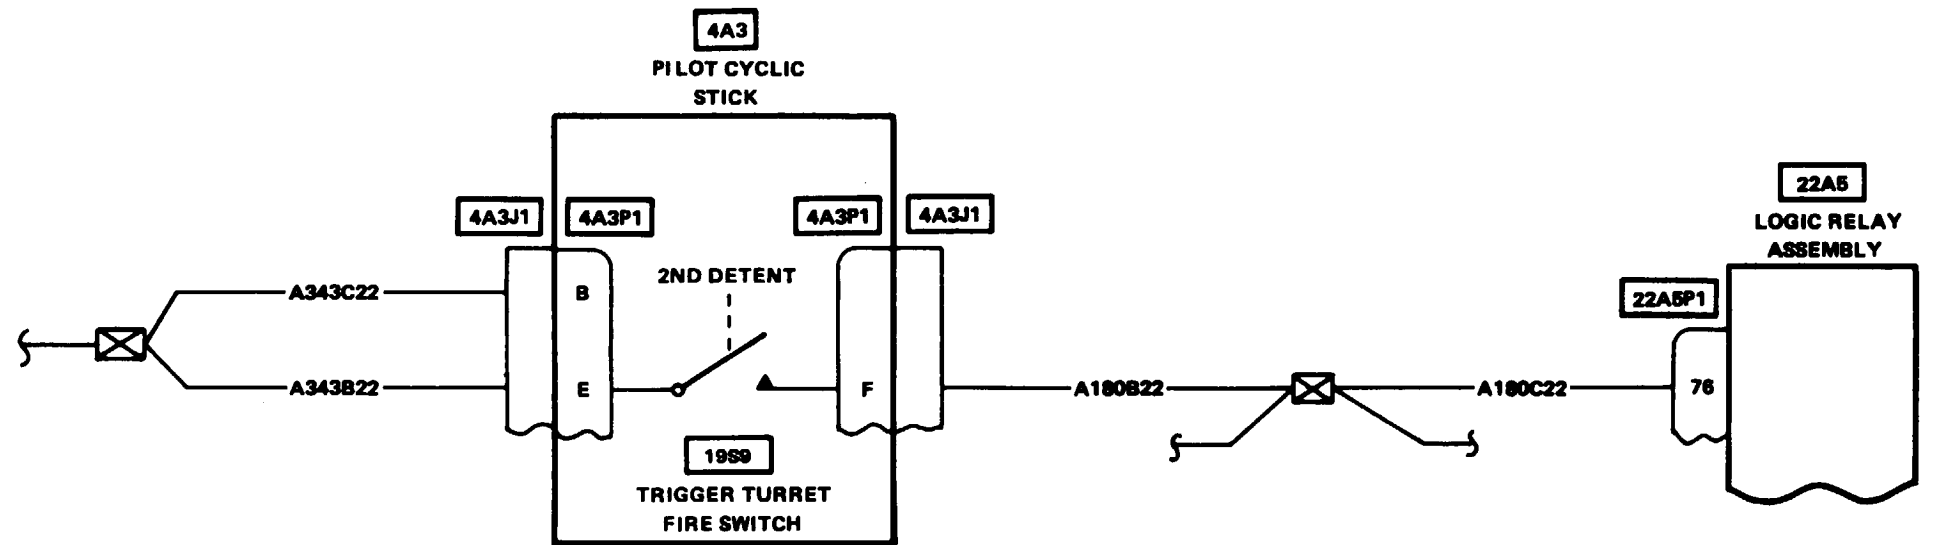 4A3
PILOT CYCLIC
STICK
4A3J1
4A3P1
4A3P1
4A3J1
22A5
LOGIC RELAY
ASSEMBLY
2ND DETENT
22A5P1
A343C22
B
A343B22
E
F
A180B22
A180C22
76
19S9
TRIGGER TURRET
FIRE SWITCH